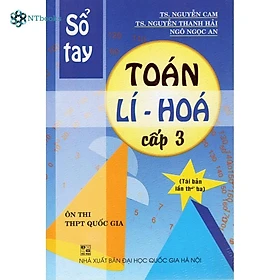 NTbooks
Sổ
tay
TS. NGUYỄN CAM
TS. NGUYỄN THANH HẢI
NGÔ NGỌC AN
TOÁN
LÍ - HOÁ
cấp 3
(Tái bản
lần thứ ba)
ÔN THI
THPT QUỐC GIA
NHÀ XUẤT BẢN ĐẠI HỌC QUỐC GIA HÀ NỘI